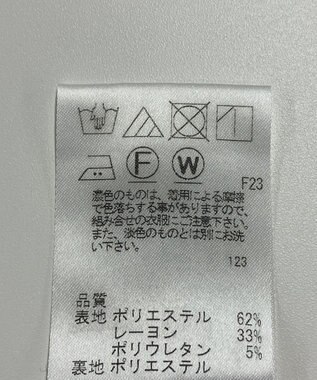 F
W
F23
濃色のものは、着用による摩擦
で色落ちする事がありますので、
組み合せの衣服にご注意下さい。
また、淡色のものとは別にお洗
い下さい。
123
品質
表地 ポリエステル 62%
レーヨン 33%
ポリウレタン 5%
裏地 ポリエステル